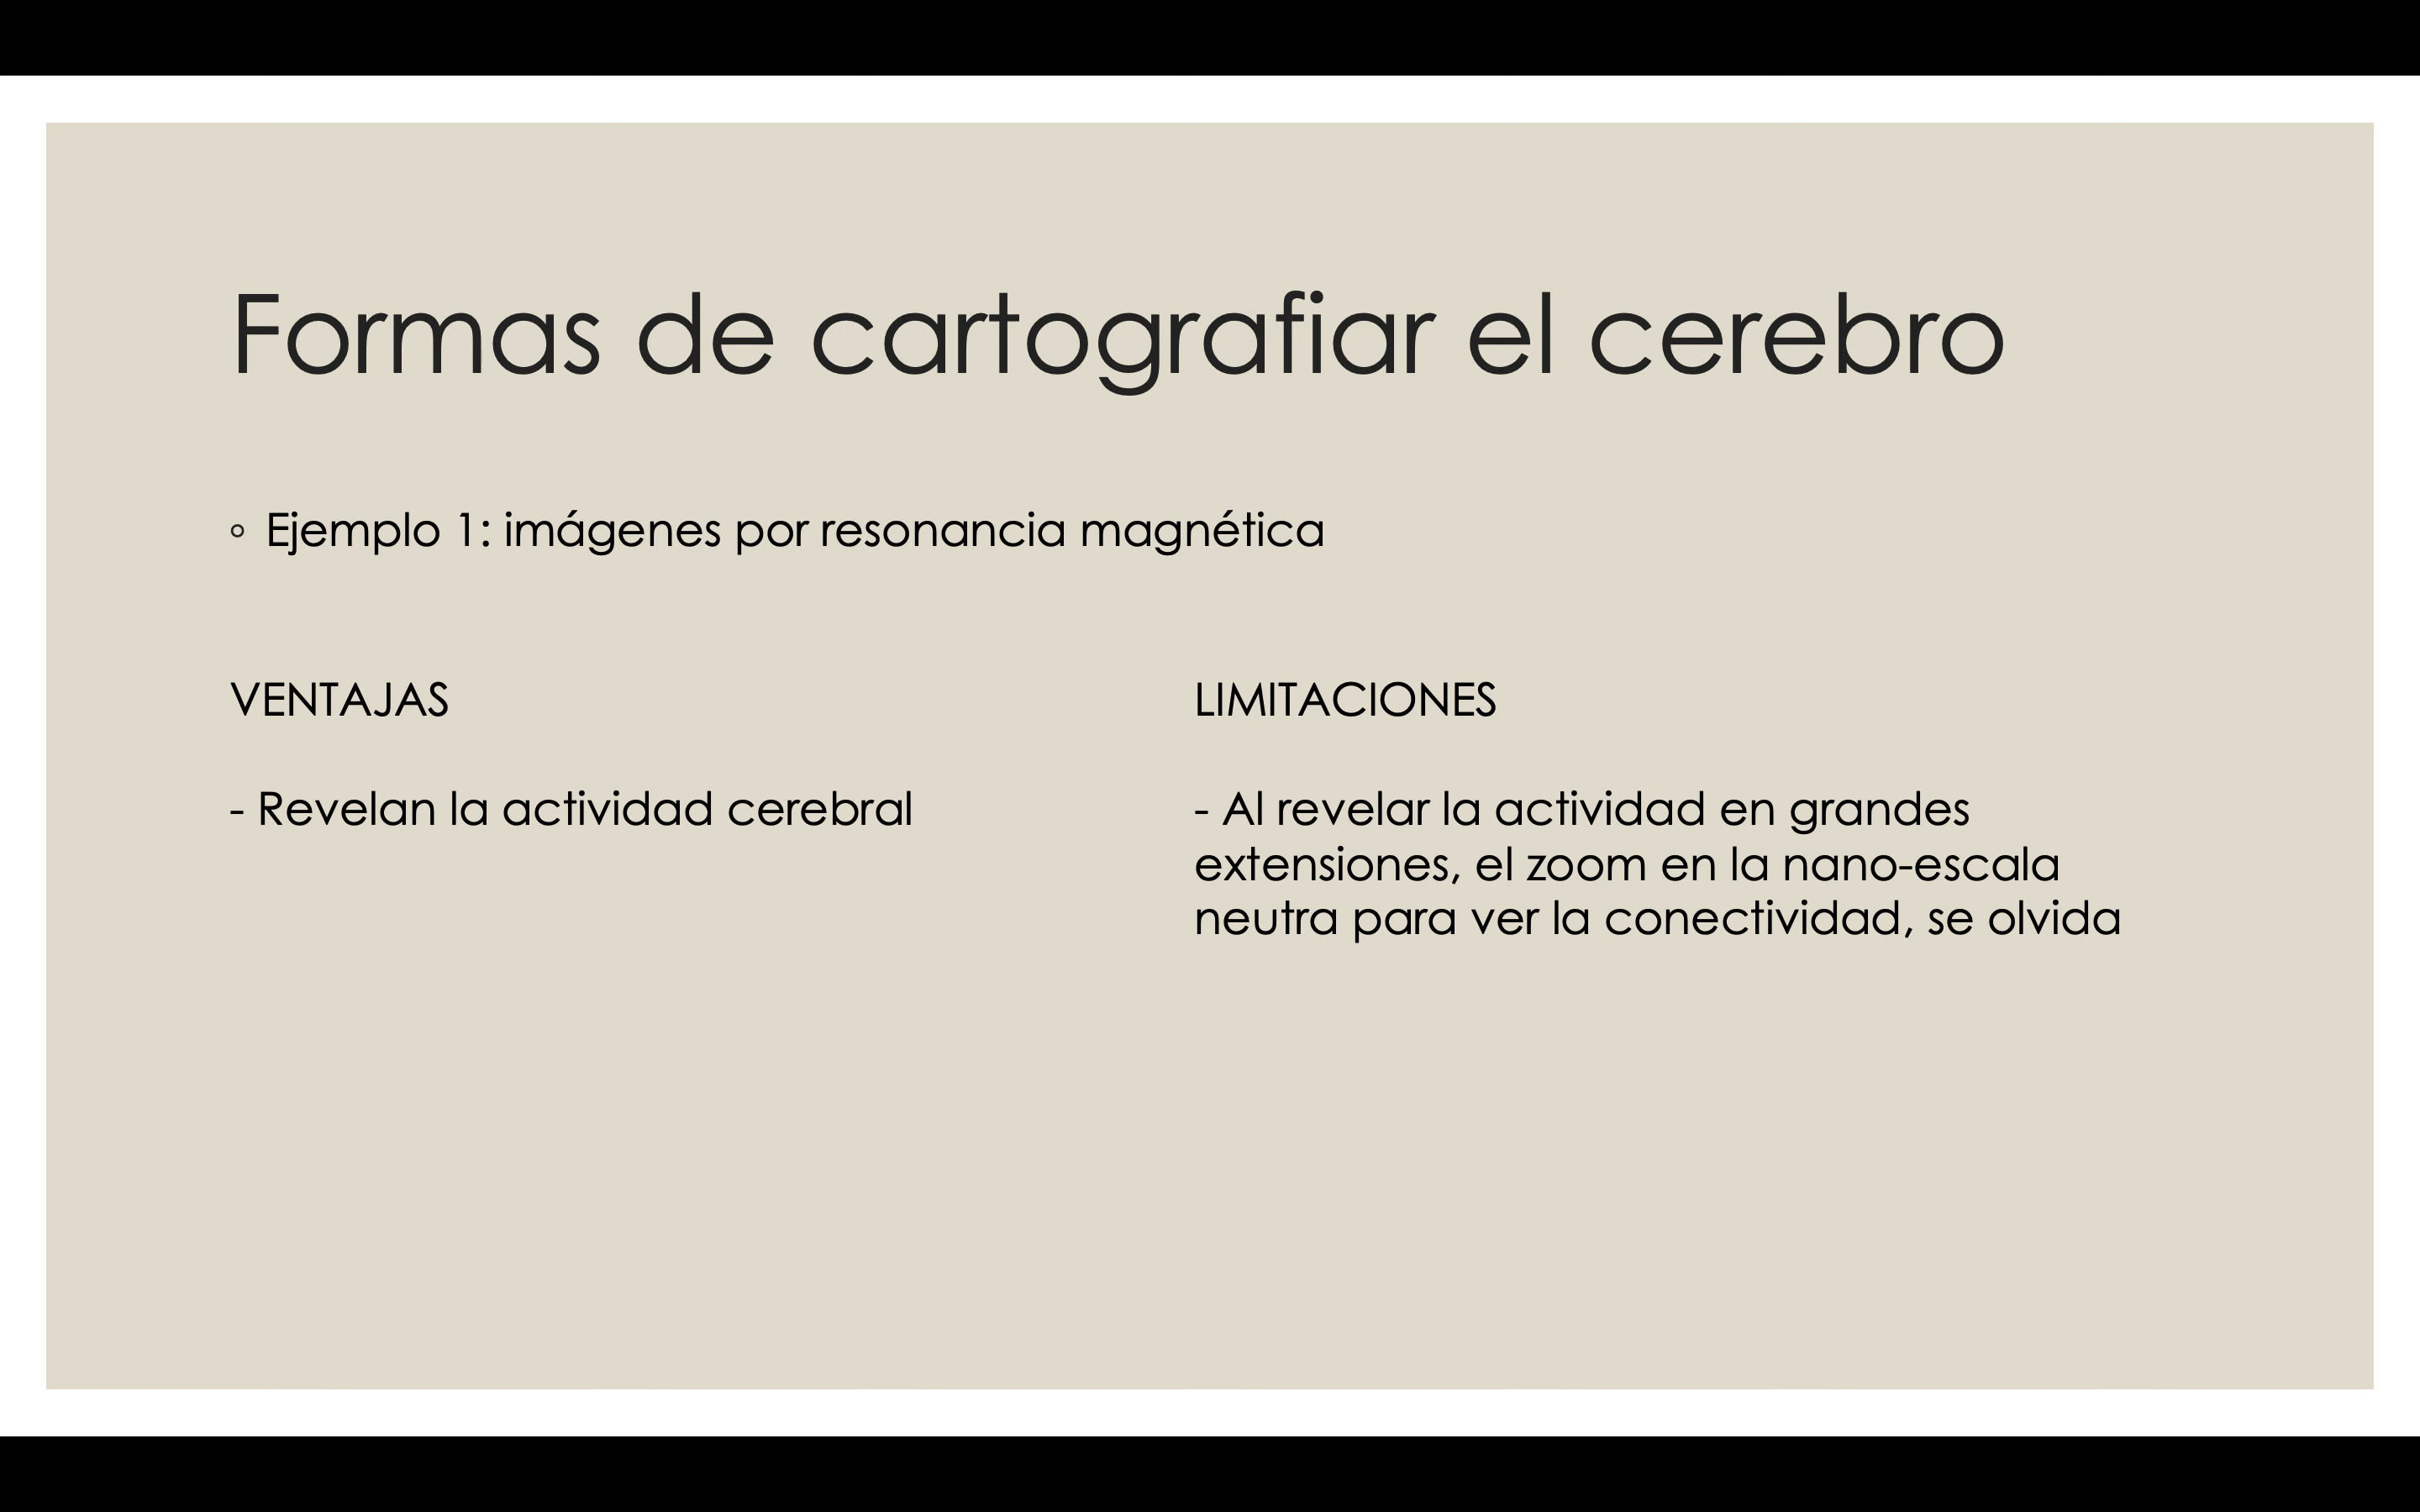 Formas de cartografiar el cerebro
◦ Ejemplo 1: imágenes por resonancia magnética
VENTAJAS
- Revelan la actividad cerebral
LIMITACIONES
- Al revelar la actividad en grandes
extensiones, el zoom en la nano-escala
neutra para ver la conectividad, se olvida